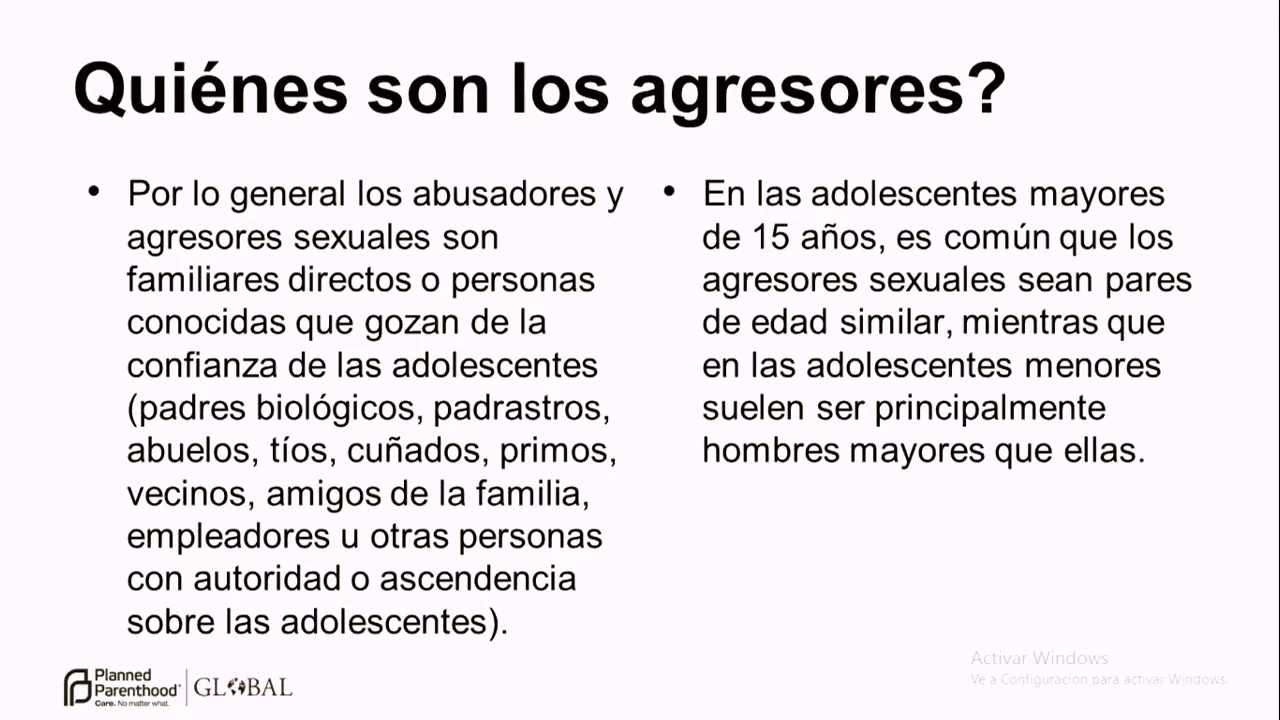 Quiénes son los agresores?
• Por lo general los abusadores y
agresores sexuales son
familiares directos o personas
conocidas que gozan de la
confianza de las adolescentes
(padres biológicos, padrastros,
abuelos, tíos, cuñados, primos,
vecinos, amigos de la familia,
empleadores u otras personas
con autoridad o ascendencia
sobre las adolescentes).
• En las adolescentes mayores
de 15 años, es común que los
agresores sexuales sean pares
de edad similar, mientras que
en las adolescentes menores
suelen ser principalmente
hombres mayores que ellas.
Planned
Parenthood
Care. No matter what.
GLOBAL
Activar Windows
Ve a Configuración para activar Windows.